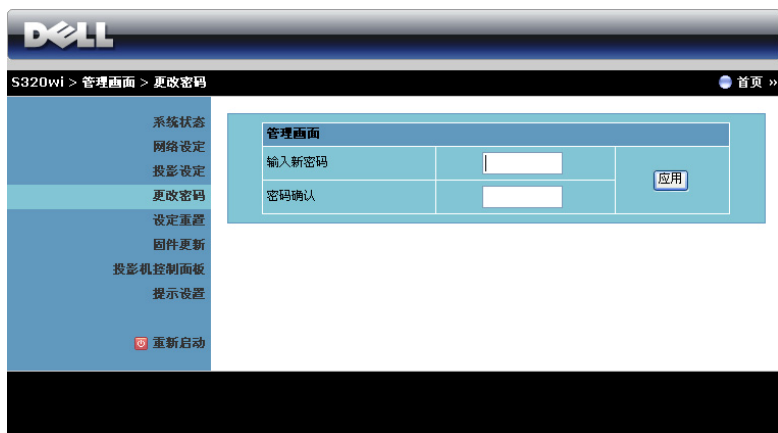 DELL
S320wi > 管理画面 > 更改密码
首页 »
系统状态
网络设定
投影设定
更改密码
设定重置
固件更新
投影机控制面板
提示设置
重新启动
管理画面
输入新密码
密码确认
应用